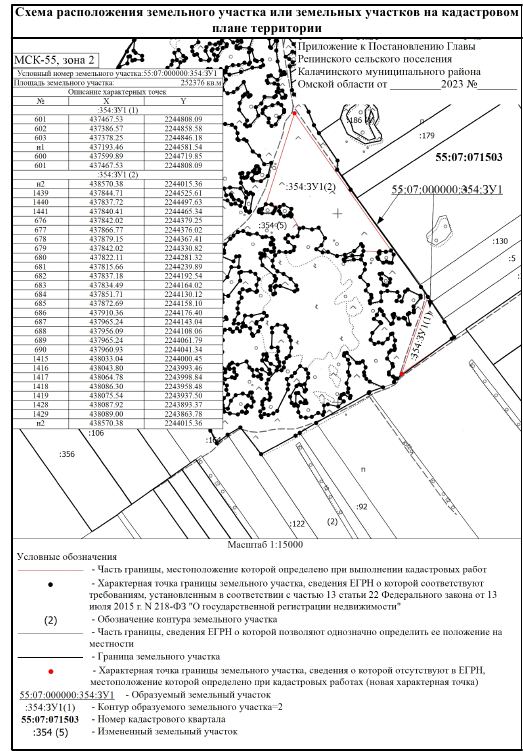 Схема расположения земельного участка или земельных участков на кадастровом
плане территории
Приложение к Постановлению Главы
Репинского сельского поселения
Калачинского муниципального района
Омской области от 2023 №
МСК-55, зона 2
Условный номер земельного участка:55:07:000000:354:ЗУ1
Площадь земельного участка: 252376 кв.м
Описание характерных точек
№ X Y
:354:ЗУ1 (1)
601 437467.53 2244808.09
602 437386.57 2244858.58
603 437378.25 2244846.18
н1 437193.46 2244581.54
600 437599.89 2244719.85
601 437467.53 2244808.09
:354:ЗУ1 (2)
н2 438570.38 2244015.36
1439 437844.71 2244525.61
1440 437837.72 2244497.63
1441 437840.41 2244465.34
676 437842.02 2244379.25
677 437866.77 2244376.02
678 437879.15 2244367.41
679 437842.02 2244330.82
680 437822.11 2244281.32
681 437815.66 2244239.89
682 437837.18 2244192.54
683 437834.49 2244164.02
684 437851.71 2244130.12
685 437872.69 2244158.10
686 437910.36 2244176.40
687 437965.24 2244143.04
688 437956.09 2244108.06
689 437965.24 2244061.79
690 437960.93 2244041.34
1415 438033.04 2244000.45
1416 438043.80 2243993.46
1417 438064.78 2243998.84
1418 438086.30 2243958.48
1419 438075.54 2243937.50
1428 438087.92 2243893.37
1429 438089.00 2243863.78
н2 438570.38 2244015.36
:186
:179
55:07:071503
:354:ЗУ1(2)
55:07:000000:354:ЗУ1
:354 (5)
:130
:5
:354:ЗУ1(1)
:106
:356
п
:92
:122
(2)
Масштаб 1:15000
Условные обозначения
- Часть границы, местоположение которой определено при выполнении кадастровых работ
- Характерная точка границы земельного участка, сведения ЕГРН о которой соответствуют
требованиям, установленным в соответствии с частью 13 статьи 22 Федерального закона от 13
июля 2015 г. N 218-ФЗ "О государственной регистрации недвижимости"
(2) - Обозначение контура земельного участка
- Часть границы, сведения ЕГРН о которой позволяют однозначно определить ее положение на
местности
- Граница земельного участка
- Характерная точка границы земельного участка, сведения о которой отсутствуют в ЕГРН,
местоположение которой определено при кадастровых работах (новая характерная точка)
55:07:000000:354:ЗУ1 - Образуемый земельный участок
:354:ЗУ1(1) - Контур образуемого земельного участка=2
55:07:071503 - Номер кадастрового квартала
:354 (5) - Измененный земельный участок